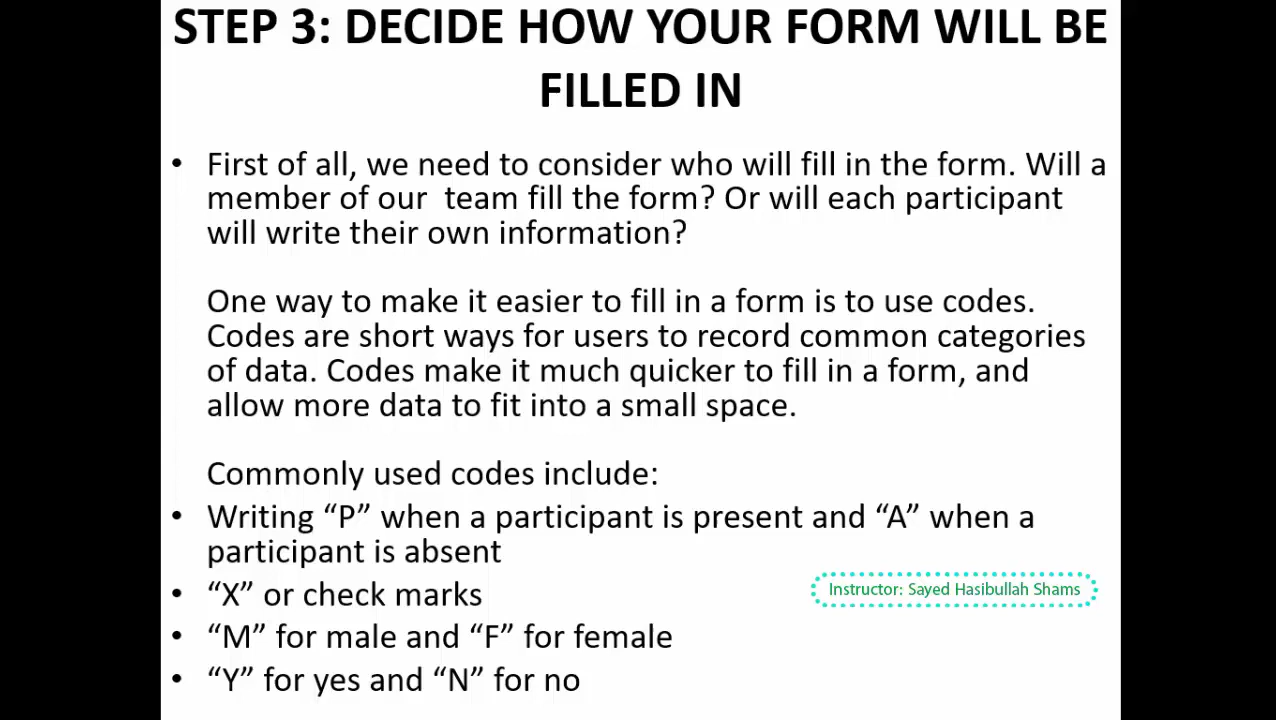 STEP 3: DECIDE HOW YOUR FORM WILL BE
FILLED IN
• First of all, we need to consider who will fill in the form. Will a
member of our  team fill the form? Or will each participant
will write their own information?
One way to make it easier to fill in a form is to use codes.
Codes are short ways for users to record common categories
of data. Codes make it much quicker to fill in a form, and
allow more data to fit into a small space.
Commonly used codes include:
• Writing “P” when a participant is present and “A” when a
participant is absent
• “X” or check marks
Instructor: Sayed Hasibullah Shams
• “M” for male and “F” for female
• “Y” for yes and “N” for no